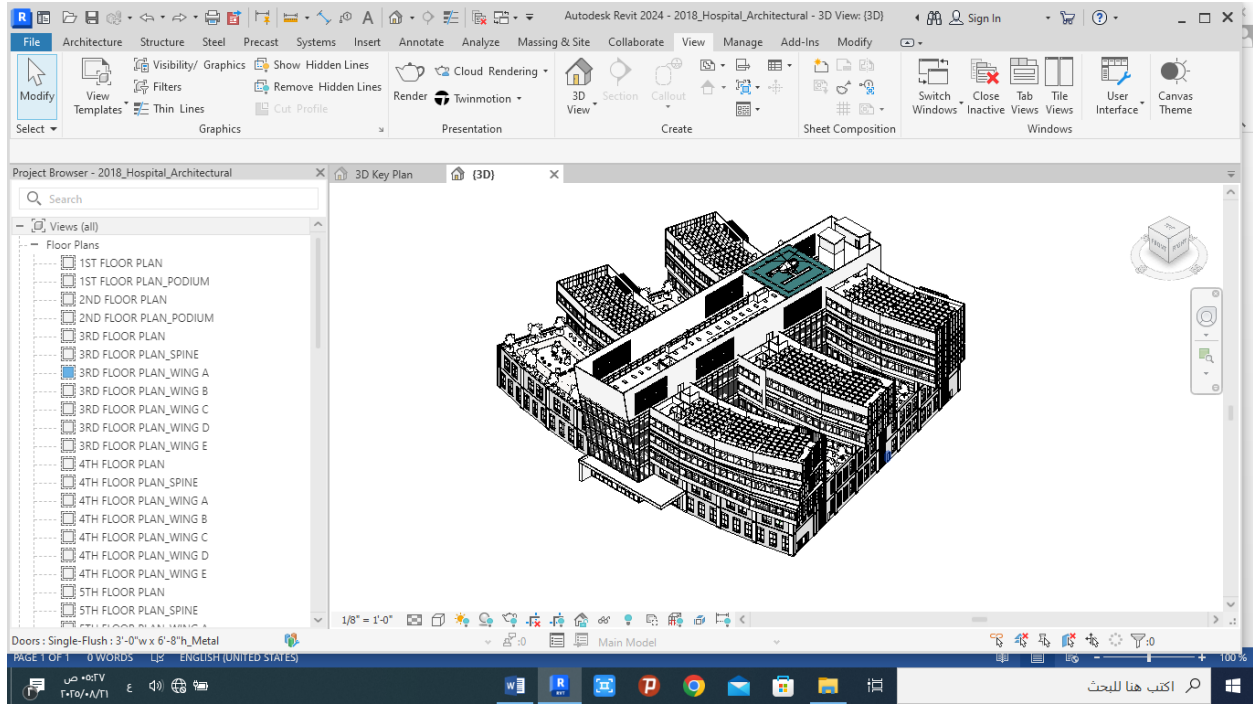 Autodesk Revit 2024 - 2018_Hospital_Architectural - 3D View: {3D}
Sign In
File Architecture Structure Steel Precast Systems Insert Annotate Analyze Massing & Site Collaborate View Manage Add-Ins Modify
Modify
View
Templates
Visibility/ Graphics
Filters
Thin Lines
Show Hidden Lines
Remove Hidden Lines
Cut Profile
Render
Cloud Rendering
Twinmotion
3D
View
Section
Callout
Switch
Windows
Close
Inactive
Tab
Views
Tile
Views
User
Interface
Canvas
Theme
Select Graphics Presentation Create Sheet Composition Windows
Project Browser - 2018_Hospital_Architectural
3D Key Plan
{3D}
Search
Views (all)
Floor Plans
1ST FLOOR PLAN
1ST FLOOR PLAN_PODIUM
2ND FLOOR PLAN
2ND FLOOR PLAN_PODIUM
3RD FLOOR PLAN
3RD FLOOR PLAN_SPINE
3RD FLOOR PLAN_WING A
3RD FLOOR PLAN_WING B
3RD FLOOR PLAN_WING C
3RD FLOOR PLAN_WING D
3RD FLOOR PLAN_WING E
4TH FLOOR PLAN
4TH FLOOR PLAN_SPINE
4TH FLOOR PLAN_WING A
4TH FLOOR PLAN_WING B
4TH FLOOR PLAN_WING C
4TH FLOOR PLAN_WING D
4TH FLOOR PLAN_WING E
5TH FLOOR PLAN
5TH FLOOR PLAN_SPINE
1/8" = 1'-0"
Doors : Single-Flush : 3'-0"w x 6'-8"h_Metal
:0
Main Model
:0
PAGE 1 OF 1 0 WORDS ENGLISH (UNITED STATES)
100 %
٠٥:٢٧ ص
٢٠٢٥/٠٨/٢٦
ع
اكتب هنا للبحث